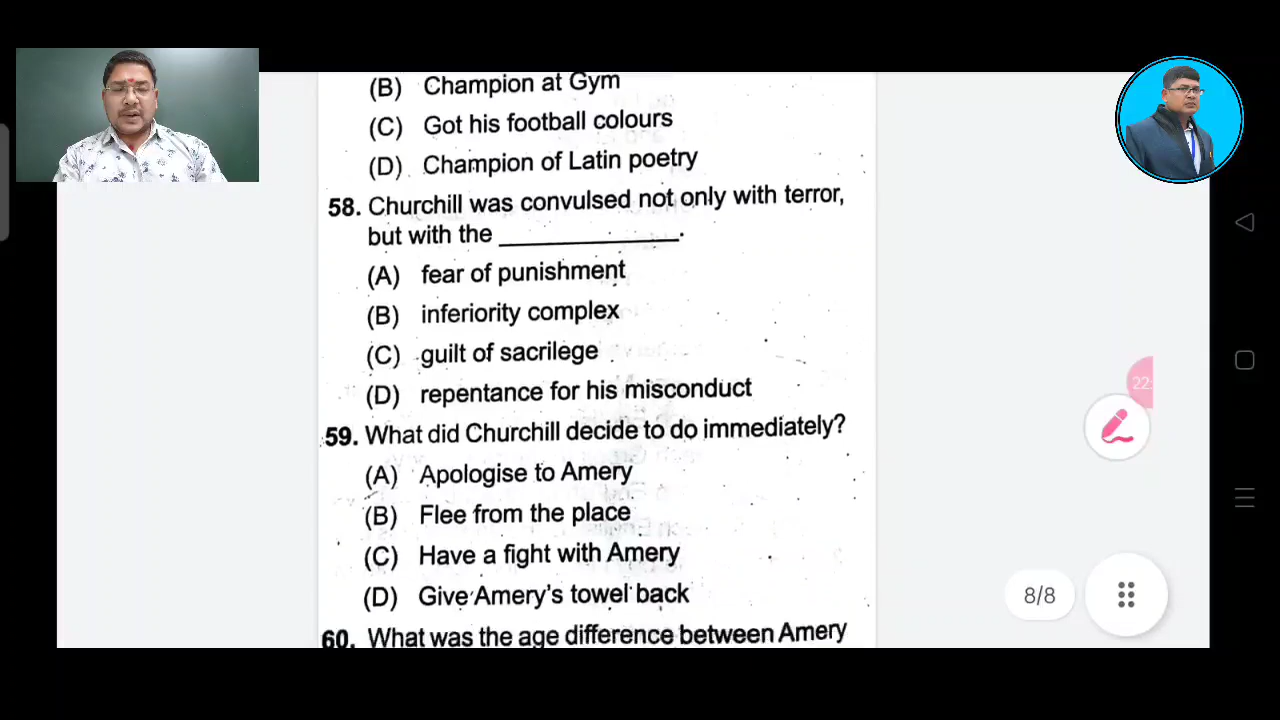 (B) Champion at Gym
(C) Got his football colours
(D) Champion of Latin poetry
58. Churchill was convulsed not only with terror,
but with the ______________.
(A) fear of punishment
(B) inferiority complex
(C) guilt of sacrilege
(D) repentance for his misconduct
59. What did Churchill decide to do immediately?
(A) Apologise to Amery
(B) Flee from the place
(C) Have a fight with Amery
(D) Give Amery's towel back
60. What was the age difference between Amery
22
8/8